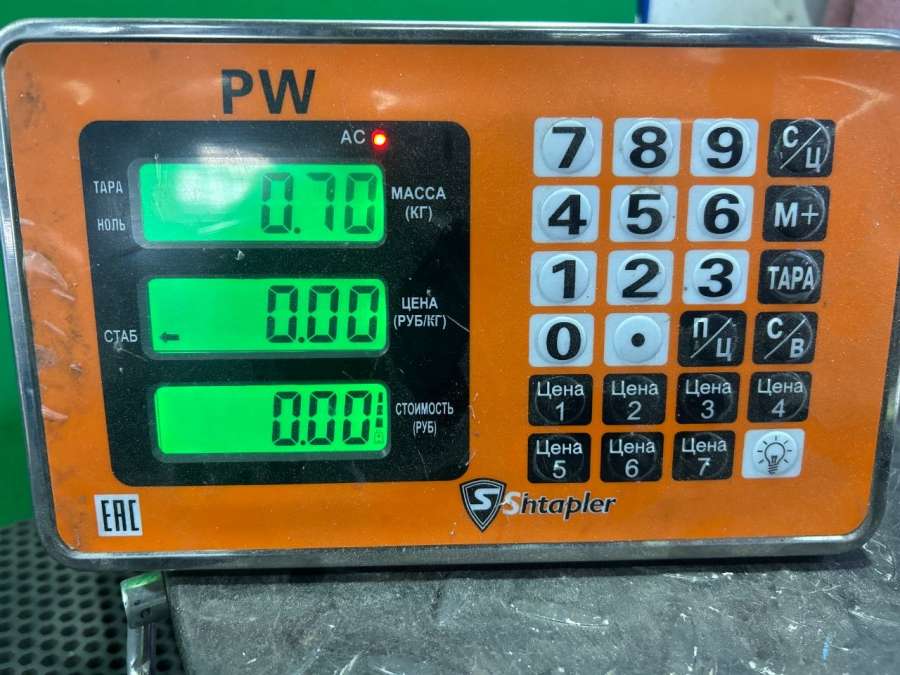 PW
AC
ТАРА
НОЛЬ
0.70
МАССА
(КГ)
СТАБ
0.00
ЦЕНА
(РУБ/КГ)
0.00
СТОИМОСТЬ
(РУБ)
7 8 9 С/Ц
4 5 6 М+
1 2 3 ТАРА
0 • П/Ц С/В
Цена 1 Цена 2 Цена 3 Цена 4
Цена 5 Цена 6 Цена 7
EAC
S Shtapler